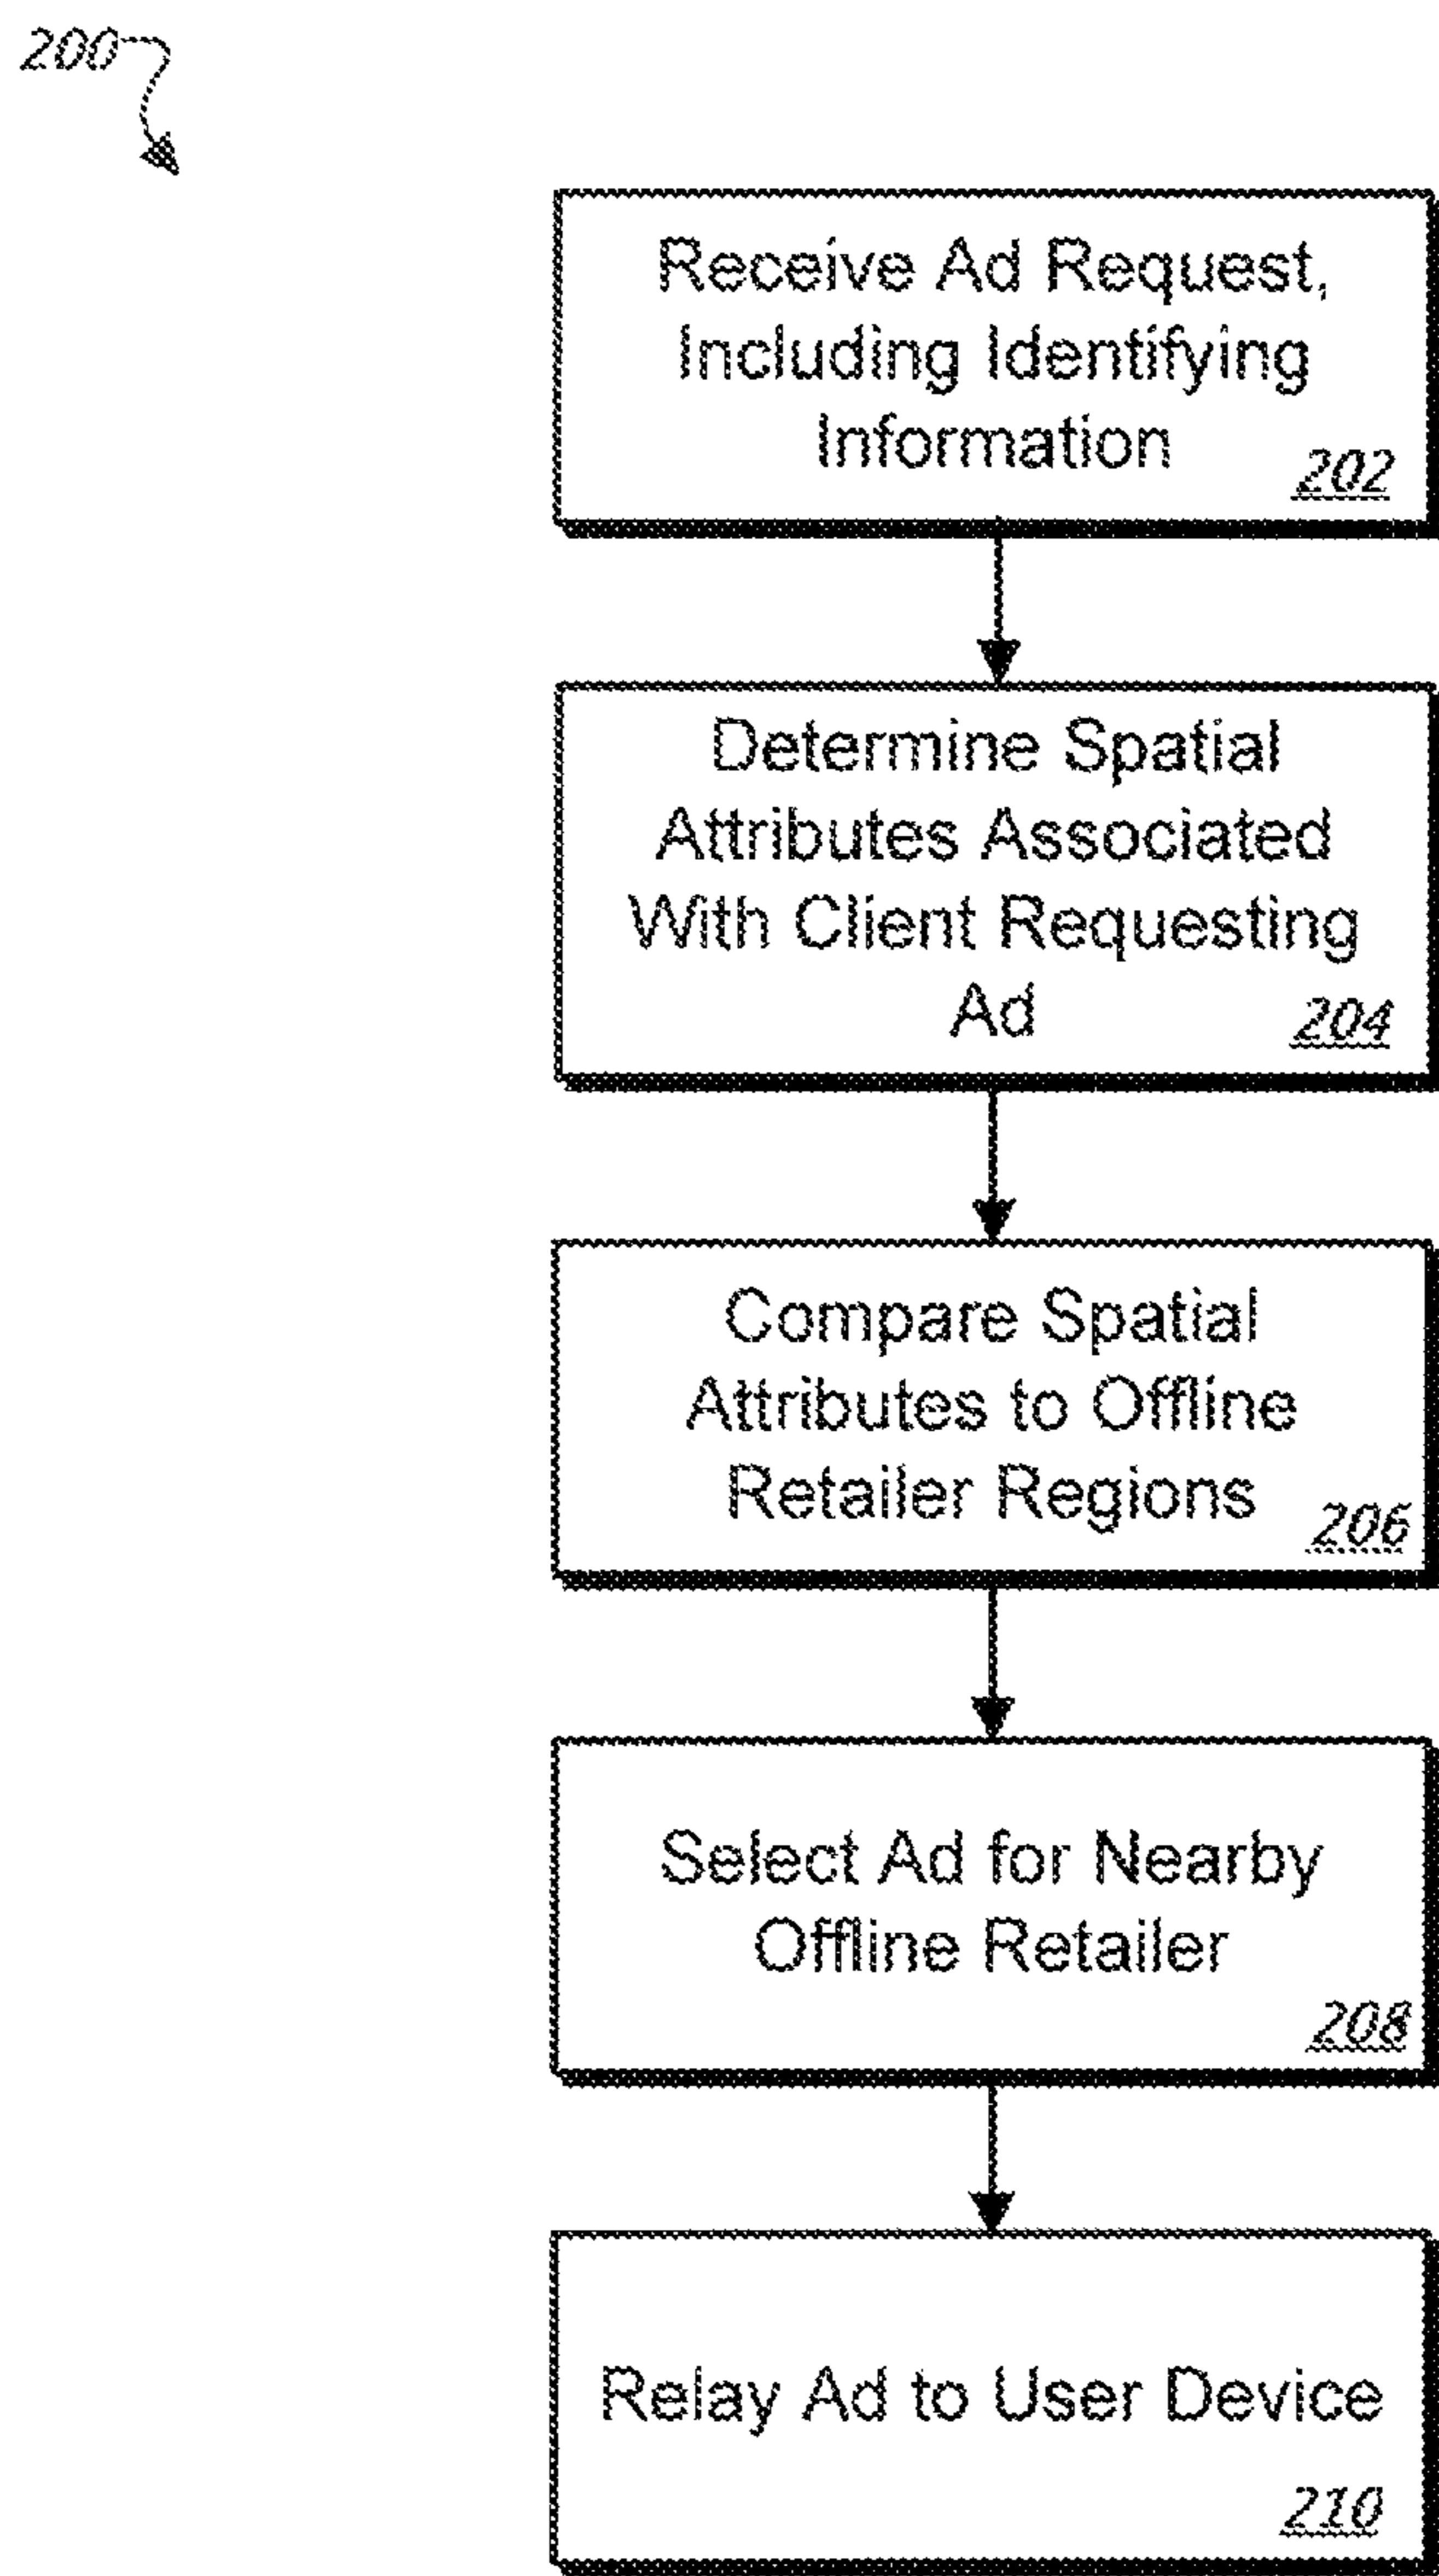 200
Receive Ad Request,
Including Identifying
Information
202
Determine Spatial
Attributes Associated
With Client Requesting
Ad
204
Compare Spatial
Attributes to Offline
Retailer Regions
206
Select Ad for Nearby
Offline Retailer
208
Relay Ad to User Device
210